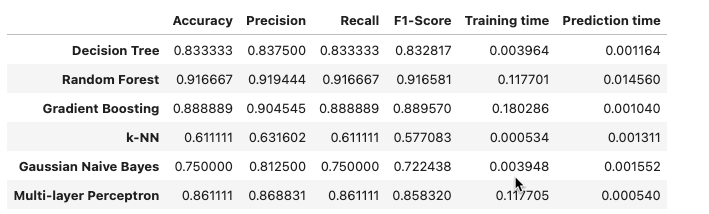 Accuracy Precision Recall F1-Score Training time Prediction time
Decision Tree 0.833333 0.837500 0.833333 0.832817 0.003964 0.001164
Random Forest 0.916667 0.919444 0.916667 0.916581 0.117701 0.014560
Gradient Boosting 0.888889 0.904545 0.888889 0.889570 0.180286 0.001040
k-NN 0.611111 0.631602 0.611111 0.577083 0.000534 0.001311
Gaussian Naive Bayes 0.750000 0.812500 0.750000 0.722438 0.003948 0.001552
Multi-layer Perceptron 0.861111 0.868831 0.861111 0.858320 0.117705 0.000540